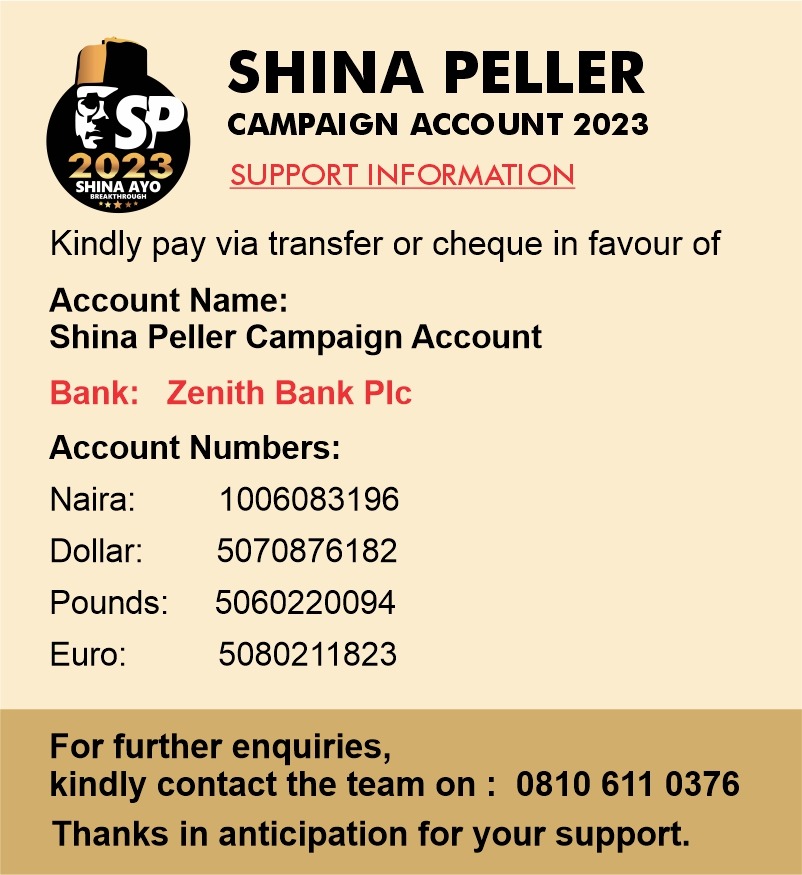 SP
2023
SHINA AYO
BREAKTHROUGH
SHINA PELLER
CAMPAIGN ACCOUNT 2023
SUPPORT INFORMATION
Kindly pay via transfer or cheque in favour of
Account Name:
Shina Peller Campaign Account
Bank: Zenith Bank Plc
Account Numbers:
Naira: 1006083196
Dollar: 5070876182
Pounds: 5060220094
Euro: 5080211823
For further enquiries,
kindly contact the team on : 0810 611 0376
Thanks in anticipation for your support.